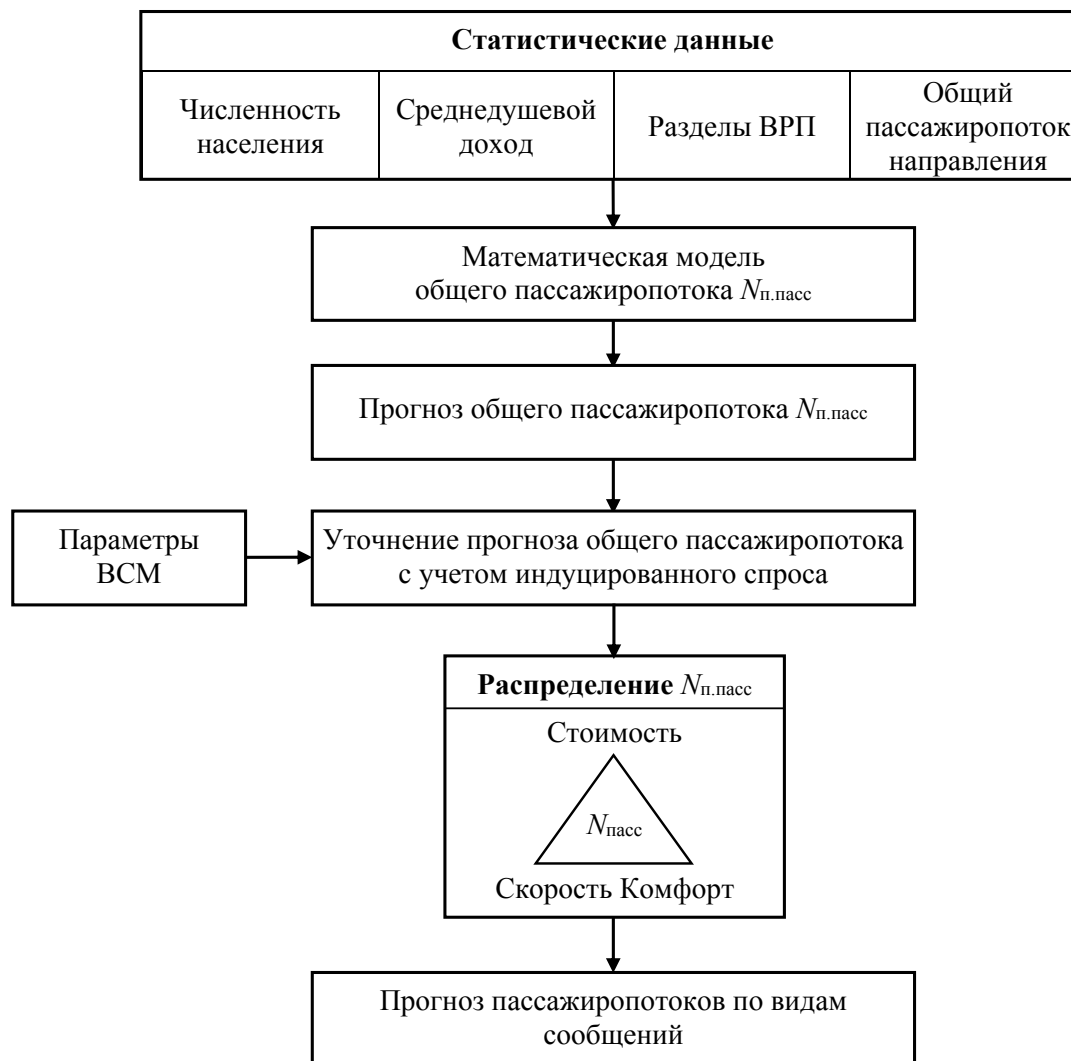 Статистические данные
Численность
населения
Среднедушевой
доход
Разделы ВРП
Общий
пассажиропоток
направления
Математическая модель
общего пассажиропотока Nп.пасс
Прогноз общего пассажиропотока Nп.пасс
Параметры
ВСМ
Уточнение прогноза общего пассажиропотока
с учетом индуцированного спроса
Распределение Nп.пасс
Стоимость
Nпасс
Скорость Комфорт
Прогноз пассажиропотоков по видам
сообщений